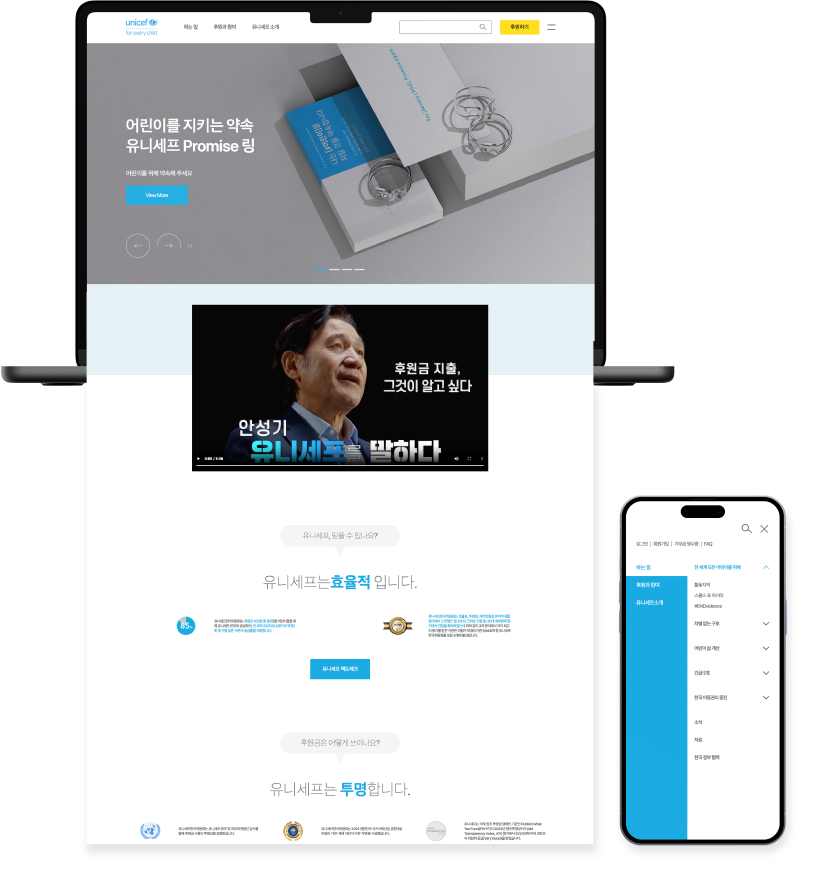 unicef
for every child
하는 일
후원과 참여
유니세프 소개
후원하기
어린이를 지키는 약속
유니세프 Promise 링
어린이를 위해 약속해 주세요
View More
후원금 지출,
그것이 알고 싶다
안성기
유니세프를 말하다
0:00 / 3:36
유니세프, 믿을 수 있나요?
유니세프는 효율적 입니다.
85%
유니세프 팩트체크
후원금은 어떻게 쓰이나요?
유니세프는 투명합니다.
로그인 | 회원가입 | 기부금 영수증 | FAQ
하는 일
후원과 참여
유니세프소개
전 세계 모든 어린이를 위해
활동지역
스쿨스 포 아시아
#ENDviolence
차별 없는 구호
어린이 삶 개선
긴급구호
한국 아동권리 증진
소식
자료
한국 정부 협력